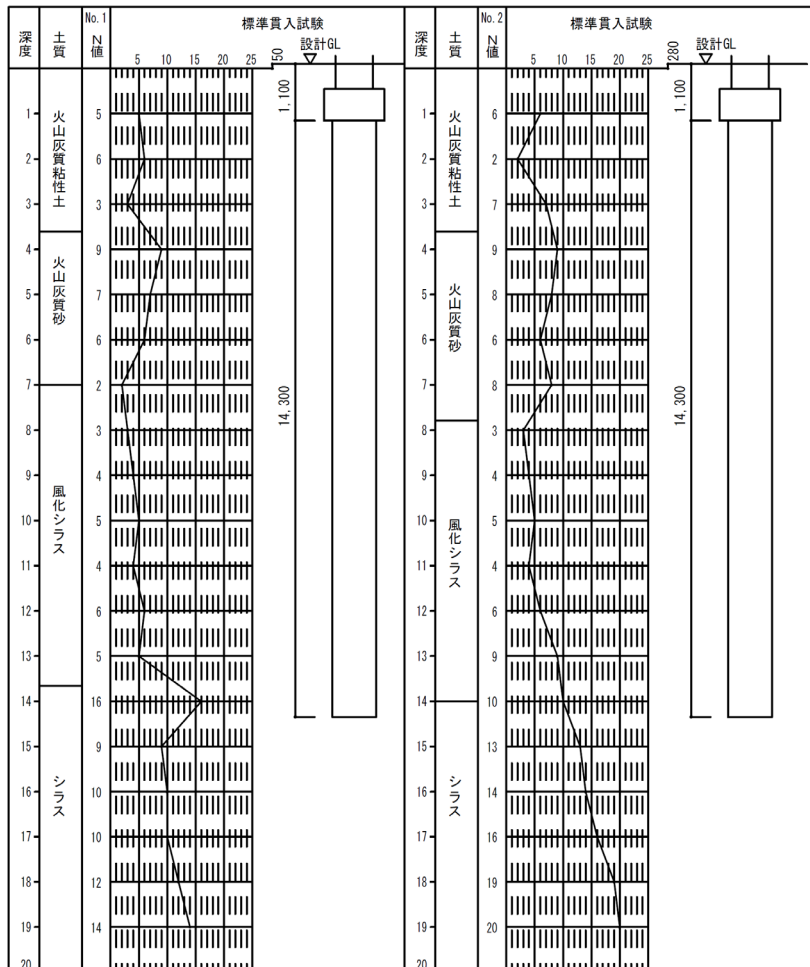 深度
土質
No.1
N値
標準貫入試験
5 10 15 20 25
150
設計GL
1,100
14,300
火山灰質粘性土
火山灰質砂
風化シラス
シラス
1 5
2 6
3 3
4 9
5 7
6 6
7 2
8 3
9 4
10 5
11 4
12 6
13 5
14 16
15 9
16 10
17 10
18 12
19 14
20
深度
土質
No.2
N値
標準貫入試験
5 10 15 20 25
280
設計GL
1,100
14,300
火山灰質粘性土
火山灰質砂
風化シラス
シラス
1 6
2 2
3 7
4 9
5 8
6 6
7 8
8 3
9 4
10 5
11 4
12 6
13 9
14 10
15 13
16 14
17 16
18 19
19 20
20